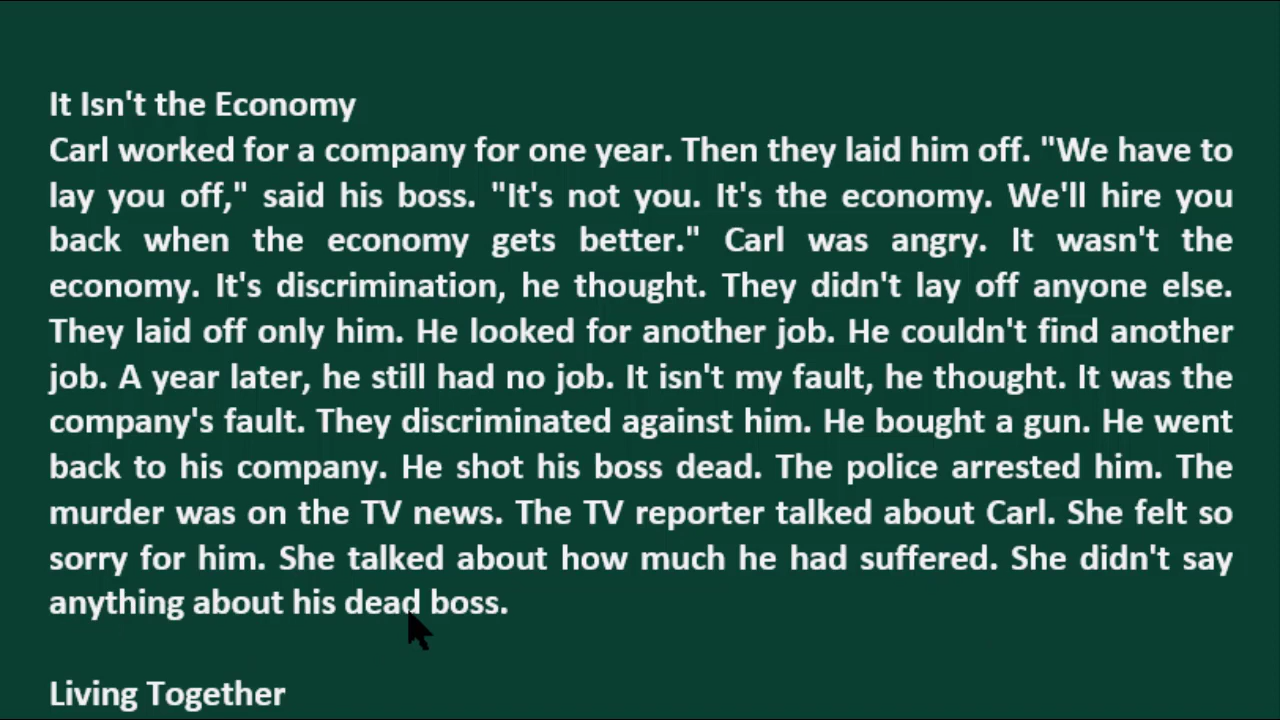 It Isn't the Economy
Carl worked for a company for one year. Then they laid him off. "We have to
lay you off," said his boss. "It's not you. It's the economy. We'll hire you
back when the economy gets better." Carl was angry. It wasn't the
economy. It's discrimination, he thought. They didn't lay off anyone else.
They laid off only him. He looked for another job. He couldn't find another
job. A year later, he still had no job. It isn't my fault, he thought. It was the
company's fault. They discriminated against him. He bought a gun. He went
back to his company. He shot his boss dead. The police arrested him. The
murder was on the TV news. The TV reporter talked about Carl. She felt so
sorry for him. She talked about how much he had suffered. She didn't say
anything about his dead boss.
Living Together